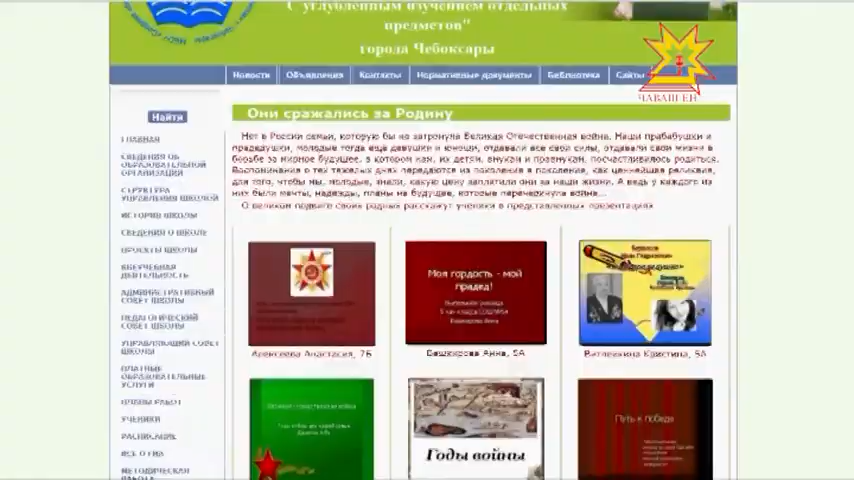 С углубленным изучением отдельных
предметов"
города Чебоксары
Новости
Объявления
Контакты
Нормативные документы
Библиотека
Сайты
ЧӐВАШ ЕН
Найти
Они сражались за Родину
Нет в России семьи, которую бы не затронула Великая Отечественная война. Наши прабабушки и
прадедушки, молодые тогда еще девушки и юноши, отдавали все свои силы, отдавали свои жизни в
борьбе за мирное будущее, в котором нам, их детям, внукам и правнукам, посчастливилось родиться.
Воспоминания о тех тяжелых днях передаются из поколения в поколение, как ценнейшая реликвия,
для того, чтобы мы, молодые, знали, какую цену заплатили они за наши жизни. А ведь у каждого из
них были мечты, надежды, планы на будущее, которые перечеркнула война...
О великом подвиге своих родных расскажут ученики в представленных презентациях
ГЛАВНАЯ
СВЕДЕНИЯ ОБ
ОБРАЗОВАТЕЛЬНОЙ
ОРГАНИЗАЦИИ
СТРУКТУРА
УПРАВЛЕНИЯ ШКОЛОЙ
ИСТОРИЯ ШКОЛЫ
СВЕДЕНИЯ О ШКОЛЕ
ПРОЕКТЫ ШКОЛЫ
ВНЕУЧЕБНАЯ
ДЕЯТЕЛЬНОСТЬ
АДМИНИСТРАТИВНЫЙ
СОВЕТ ШКОЛЫ
ПЕДАГОГИЧЕСКИЙ
СОВЕТ ШКОЛЫ
УПРАВЛЯЮЩИЙ СОВЕТ
ШКОЛЫ
ПЛАТНЫЕ
ОБРАЗОВАТЕЛЬНЫЕ
УСЛУГИ
ПЛАНЫ РАБОТ
УЧЕНИКИ
РАСПИСАНИЕ
ВСЕ О ГИА
МЕТОДИЧЕСКАЯ
РАБОТА
Моя гордость - мой
прадед!
Алексеева Анастасия, 7Б
Башкирова Анна, 5А
Кристина, 5А
Годы войны
Путь к победе